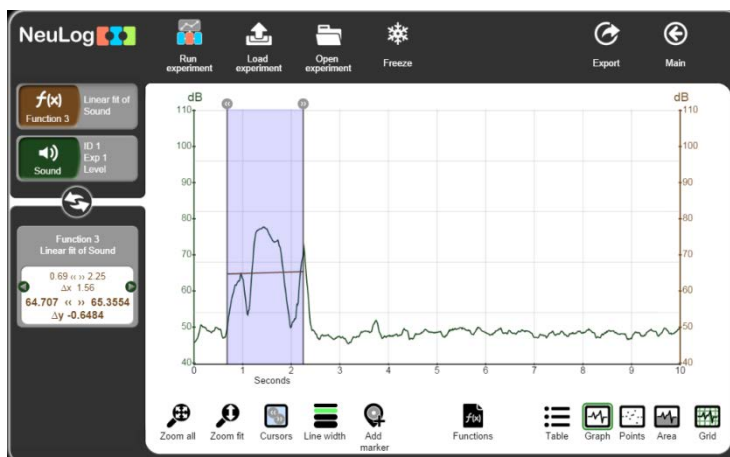 NeuLog
Run
experiment
Load
experiment
Open
experiment
Freeze
Export
Main
f(x)
Function 3
Linear fit of
Sound
Sound
ID 1
Exp 1
Level
Function 3
Linear fit of Sound
0.69 ‹‹ ›› 2.25
Δx 1.56
64.707 ‹‹ ›› 65.3554
Δy -0.6484
dB
dB
110
110
100
100
90
90
80
80
70
70
60
60
50
50
40
40
0 1 2 3 4 5 6 7 8 9 10
Seconds
Zoom all
Zoom fit
Cursors
Line width
Add
marker
f(x)
Functions
Table
Graph
Points
Area
Grid